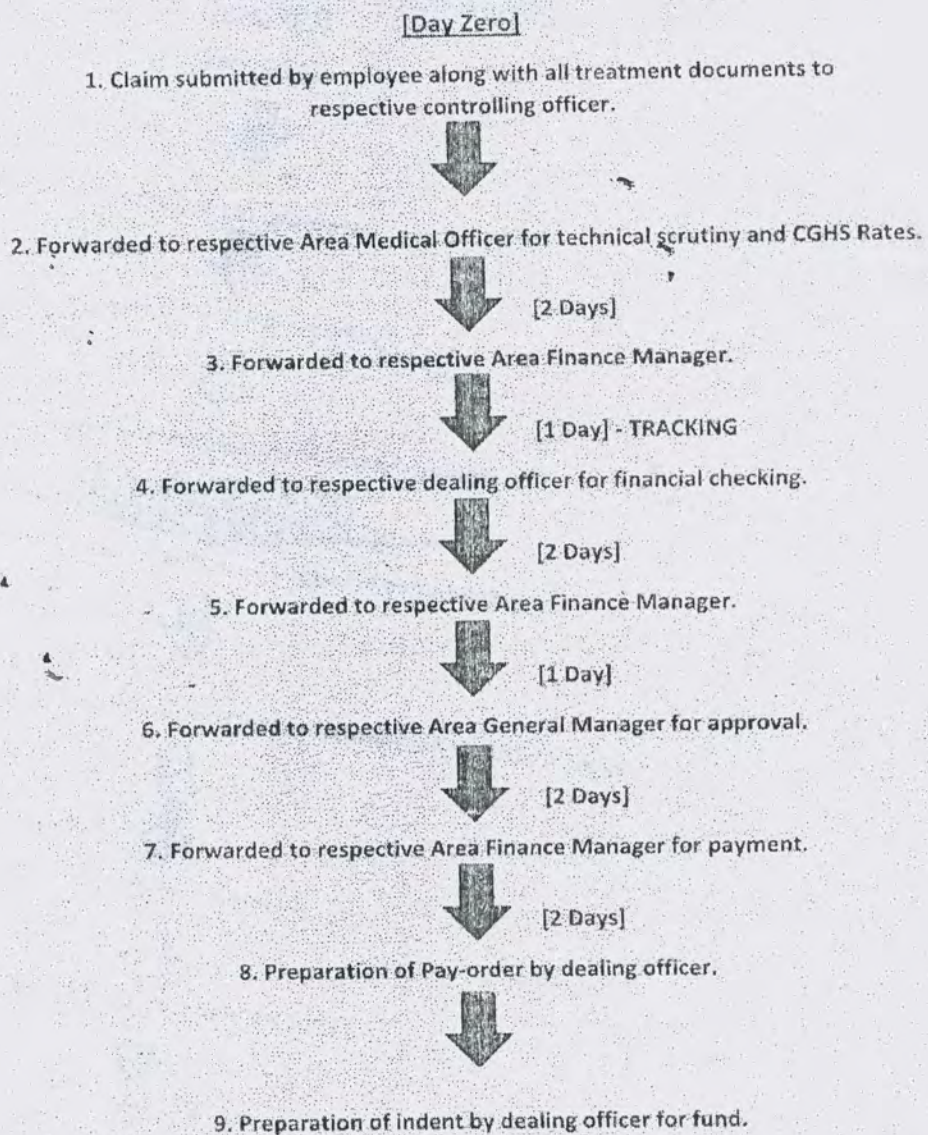 [Day Zero]
1. Claim submitted by employee along with all treatment documents to
respective controlling officer.
2. Forwarded to respective Area Medical Officer for technical scrutiny and CGHS Rates.
[2 Days]
3. Forwarded to respective Area Finance Manager.
[1 Day] - TRACKING
4. Forwarded to respective dealing officer for financial checking.
[2 Days]
5. Forwarded to respective Area Finance Manager.
[1 Day]
6. Forwarded to respective Area General Manager for approval.
[2 Days]
7. Forwarded to respective Area Finance Manager for payment.
[2 Days]
8. Preparation of Pay-order by dealing officer.
9. Preparation of indent by dealing officer for fund.